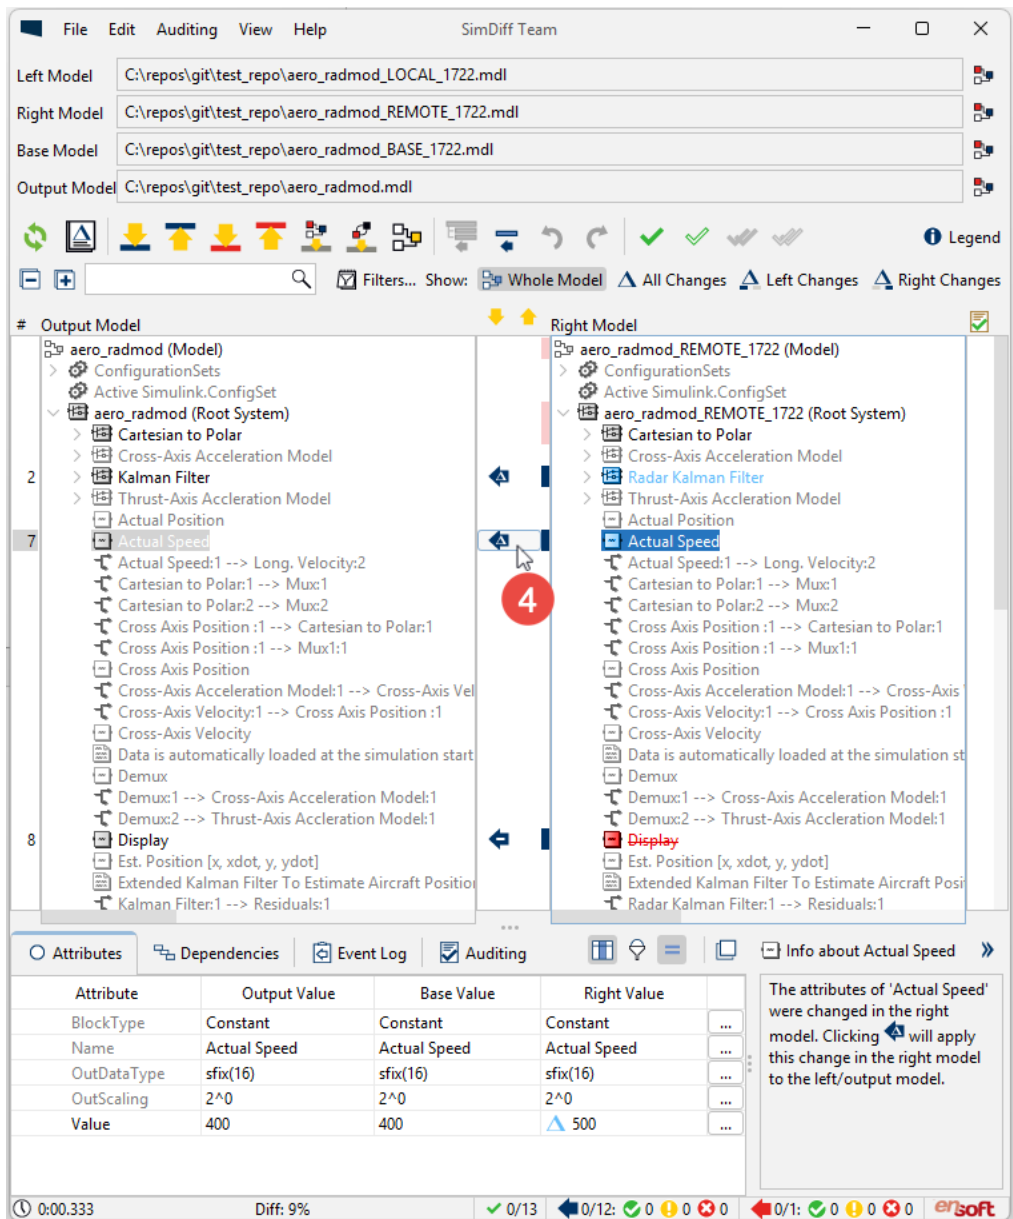 File Edit Auditing View Help SimDiff Team
Left Model C:\repos\git\test_repo\aero_radmod_LOCAL_1722.mdl
Right Model C:\repos\git\test_repo\aero_radmod_REMOTE_1722.mdl
Base Model C:\repos\git\test_repo\aero_radmod_BASE_1722.mdl
Output Model C:\repos\git\test_repo\aero_radmod.mdl
Legend
Filters... Show: Whole Model All Changes Left Changes Right Changes
# Output Model Right Model
aero_radmod (Model) aero_radmod_REMOTE_1722 (Model)
ConfigurationSets ConfigurationSets
Active Simulink.ConfigSet Active Simulink.ConfigSet
aero_radmod (Root System) aero_radmod_REMOTE_1722 (Root System)
Cartesian to Polar Cartesian to Polar
Cross-Axis Acceleration Model Cross-Axis Acceleration Model
2 Kalman Filter Radar Kalman Filter
Thrust-Axis Accleration Model Thrust-Axis Accleration Model
Actual Position Actual Position
7 Actual Speed Actual Speed
Actual Speed:1 --> Long. Velocity:2 Actual Speed:1 --> Long. Velocity:2
Cartesian to Polar:1 --> Mux:1 Cartesian to Polar:1 --> Mux:1
4
Cartesian to Polar:2 --> Mux:2 Cartesian to Polar:2 --> Mux:2
Cross Axis Position :1 --> Cartesian to Polar:1 Cross Axis Position :1 --> Cartesian to Polar:1
Cross Axis Position :1 --> Mux1:1 Cross Axis Position :1 --> Mux1:1
Cross Axis Position Cross Axis Position
Cross-Axis Acceleration Model:1 --> Cross-Axis Vel Cross-Axis Acceleration Model:1 --> Cross-Axis
Cross-Axis Velocity:1 --> Cross Axis Position :1 Cross-Axis Velocity:1 --> Cross Axis Position :1
Cross-Axis Velocity Cross-Axis Velocity
Data is automatically loaded at the simulation start Data is automatically loaded at the simulation st
Demux Demux
Demux:1 --> Cross-Axis Acceleration Model:1 Demux:1 --> Cross-Axis Acceleration Model:1
Demux:2 --> Thrust-Axis Accleration Model:1 Demux:2 --> Thrust-Axis Accleration Model:1
8 Display Display
Est. Position [x, xdot, y, ydot] Est. Position [x, xdot, y, ydot]
Extended Kalman Filter To Estimate Aircraft Position Extended Kalman Filter To Estimate Aircraft Posi
Kalman Filter:1 --> Residuals:1 Radar Kalman Filter:1 --> Residuals:1
Attributes Dependencies Event Log Auditing Info about Actual Speed »
Attribute Output Value Base Value Right Value
BlockType Constant Constant Constant ...
Name Actual Speed Actual Speed Actual Speed ...
OutDataType sfix(16) sfix(16) sfix(16) ...
OutScaling 2^0 2^0 2^0 ...
Value 400 400 500 ...
The attributes of 'Actual Speed'
were changed in the right
model. Clicking will apply
this change in the right model
to the left/output model.
0:00.333 Diff: 9% 0/13 0/12: 0 0 0 0/1: 0 0 0 ensoft